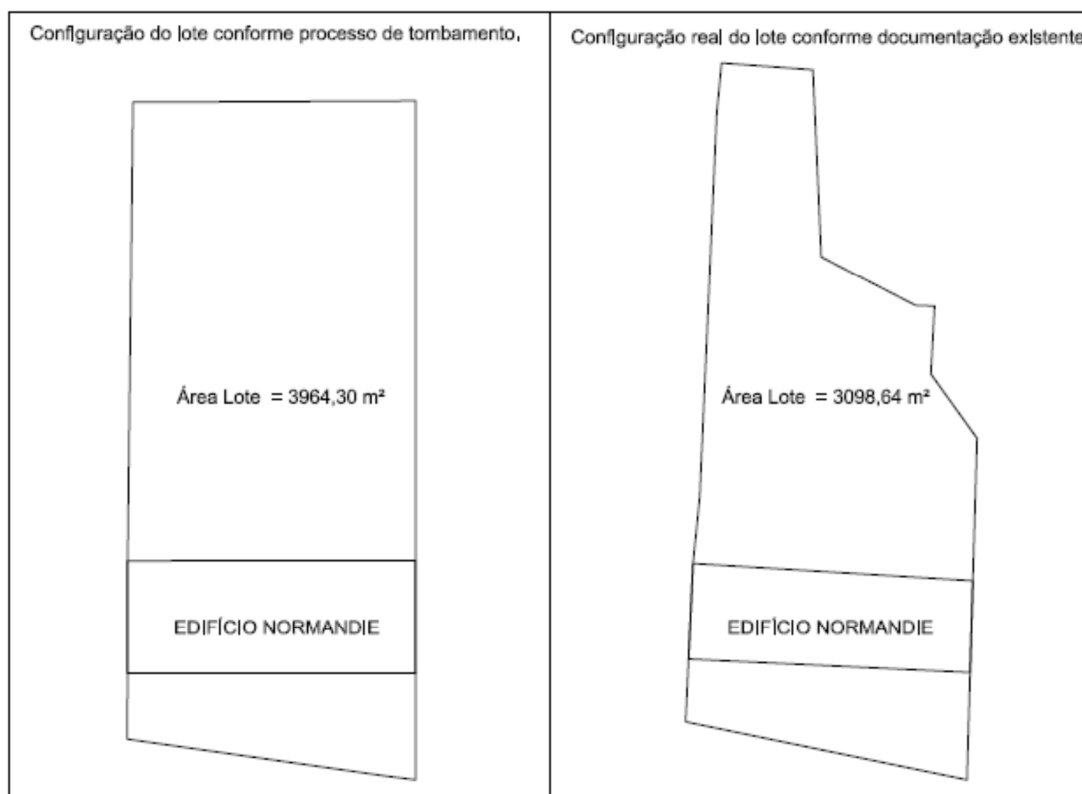 Configuração do lote conforme processo de tombamento.
Área Lote = 3964,30 m²
EDIFÍCIO NORMANDIE
Configuração real do lote conforme documentação existente
Área Lote = 3098,64 m²
EDIFÍCIO NORMANDIE